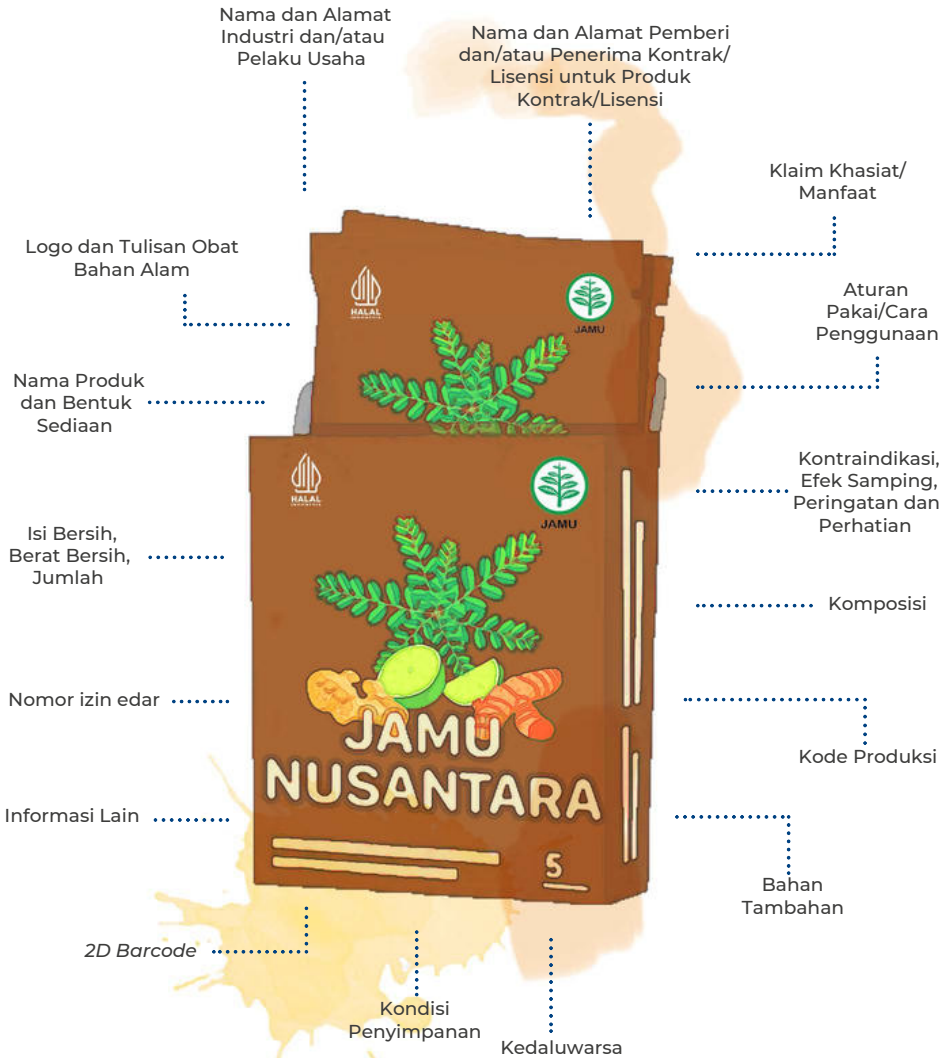 Nama dan Alamat
Industri dan/atau
Pelaku Usaha
Nama dan Alamat Pemberi
dan/atau Penerima Kontrak/
Lisensi untuk Produk
Kontrak/Lisensi
Klaim Khasiat/
Manfaat
Logo dan Tulisan Obat
Bahan Alam
Aturan
Pakai/Cara
Penggunaan
Nama Produk
dan Bentuk
Sediaan
Kontraindikasi,
Efek Samping,
Peringatan dan
Perhatian
Isi Bersih,
Berat Bersih,
Jumlah
Komposisi
Nomor izin edar
Kode Produksi
Informasi Lain
Bahan
Tambahan
2D Barcode
Kondisi
Penyimpanan
Kedaluwarsa
HALAL
INDONESIA
JAMU
HALAL
INDONESIA
JAMU
JAMU
NUSANTARA
5